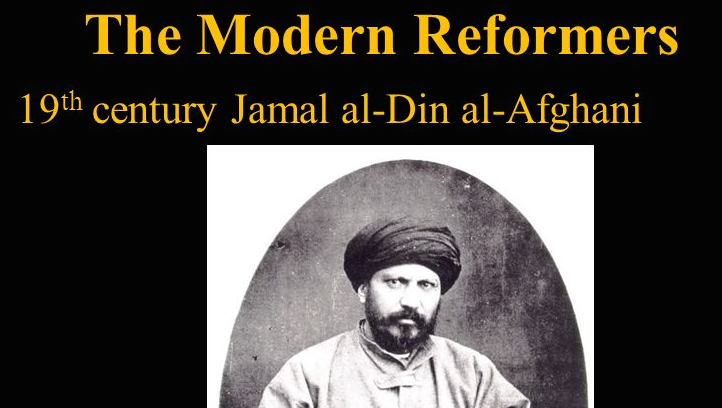 The Modern Reformers
19th century Jamal al-Din al-Afghani